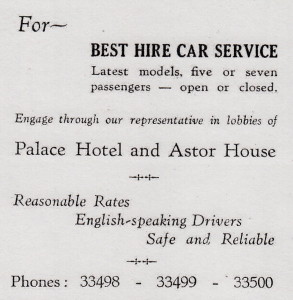 For—
BEST HIRE CAR SERVICE
Latest models, five or seven
passengers — open or closed.
Engage through our representative in lobbies of
Palace Hotel and Astor House
Reasonable Rates
English-speaking Drivers
Safe and Reliable
Phones: 33498 - 33499 - 33500